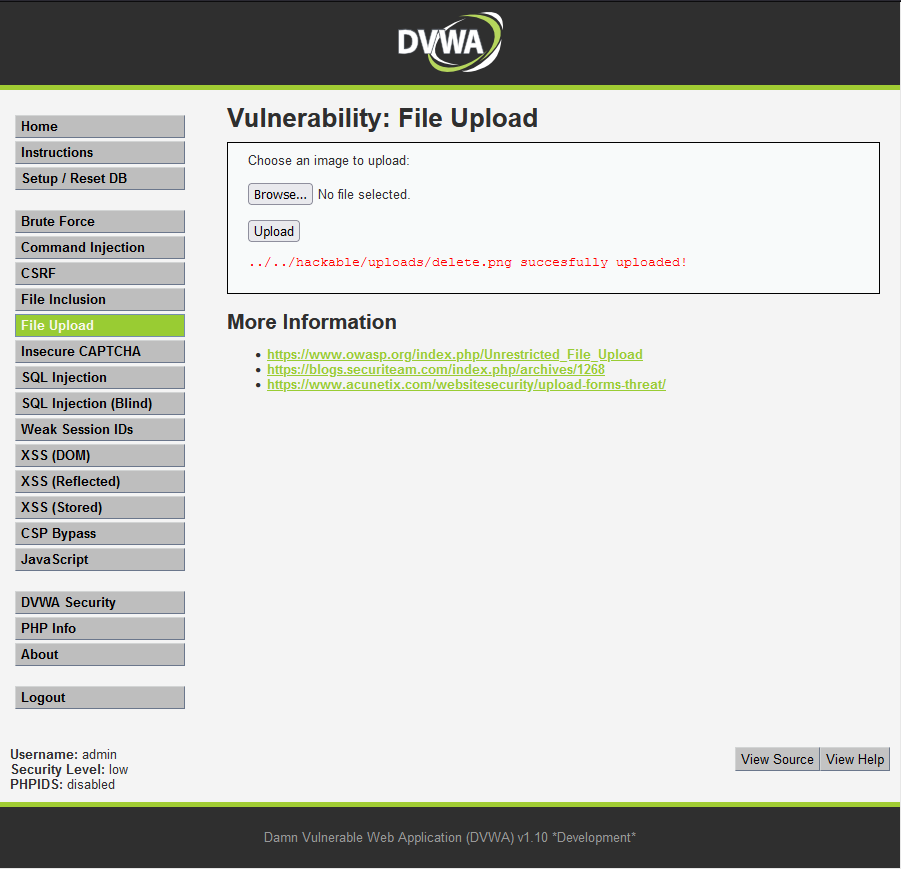 DVWA
Vulnerability: File Upload
Home
Instructions
Setup / Reset DB
Brute Force
Command Injection
CSRF
File Inclusion
File Upload
Insecure CAPTCHA
SQL Injection
SQL Injection (Blind)
Weak Session IDs
XSS (DOM)
XSS (Reflected)
XSS (Stored)
CSP Bypass
JavaScript
DVWA Security
PHP Info
About
Logout
Choose an image to upload:
Browse... No file selected.
Upload
../../hackable/uploads/delete.png succesfully uploaded!
More Information
https://www.owasp.org/index.php/Unrestricted_File_Upload
https://blogs.securiteam.com/index.php/archives/1268
https://www.acunetix.com/websitesecurity/upload-forms-threat/
Username: admin
Security Level: low
PHPIDS: disabled
View Source View Help
Damn Vulnerable Web Application (DVWA) v1.10 *Development*